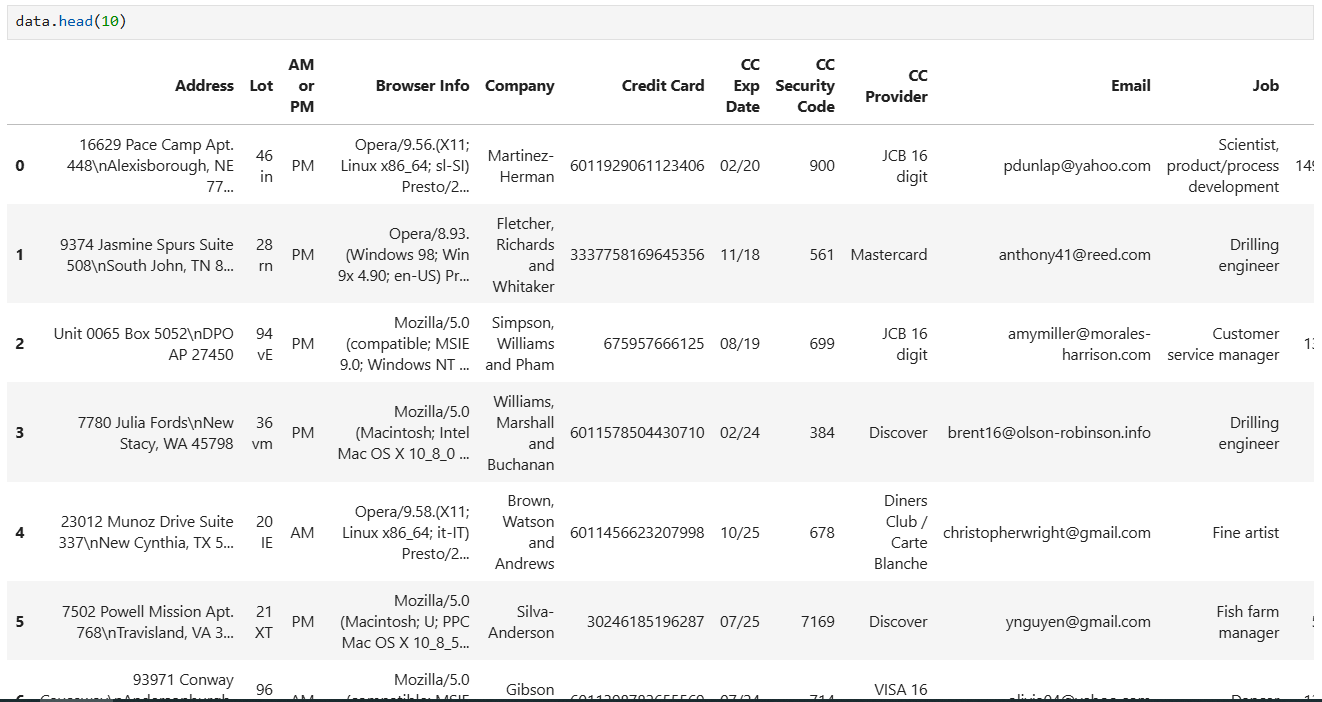 data.head(10)
Address Lot AM or PM Browser Info Company Credit Card CC Exp Date CC Security Code CC Provider Email Job
0 16629 Pace Camp Apt. 448\nAlexisborough, NE 77... 46 in PM Opera/9.56.(X11; Linux x86_64; sl-SI) Presto/2... Martinez-Herman 6011929061123406 02/20 900 JCB 16 digit pdunlap@yahoo.com Scientist, product/process development 149
1 9374 Jasmine Spurs Suite 508\nSouth John, TN 8... 28 rn PM Opera/8.93.(Windows 98; Win 9x 4.90; en-US) Pr... Fletcher, Richards and Whitaker 3337758169645356 11/18 561 Mastercard anthony41@reed.com Drilling engineer
2 Unit 0065 Box 5052\nDPO AP 27450 94 vE PM Mozilla/5.0 (compatible; MSIE 9.0; Windows NT ... Simpson, Williams and Pham 675957666125 08/19 699 JCB 16 digit amymiller@morales-harrison.com Customer service manager
3 7780 Julia Fords\nNew Stacy, WA 45798 36 vm PM Mozilla/5.0 (Macintosh; Intel Mac OS X 10_8_0 ... Williams, Marshall and Buchanan 6011578504430710 02/24 384 Discover brent16@olson-robinson.info Drilling engineer
4 23012 Munoz Drive Suite 337\nNew Cynthia, TX 5... 20 IE AM Opera/9.58.(X11; Linux x86_64; it-IT) Presto/2... Brown, Watson and Andrews 6011456623207998 10/25 678 Diners Club / Carte Blanche christopherwright@gmail.com Fine artist
5 7502 Powell Mission Apt. 768\nTravisland, VA 3... 21 XT PM Mozilla/5.0 (Macintosh; U; PPC Mac OS X 10_8_5... Silva-Anderson 30246185196287 07/25 7169 Discover ynguyen@gmail.com Fish farm manager
93971 Conway 96 Mozilla/5.0 Gibson VISA 16